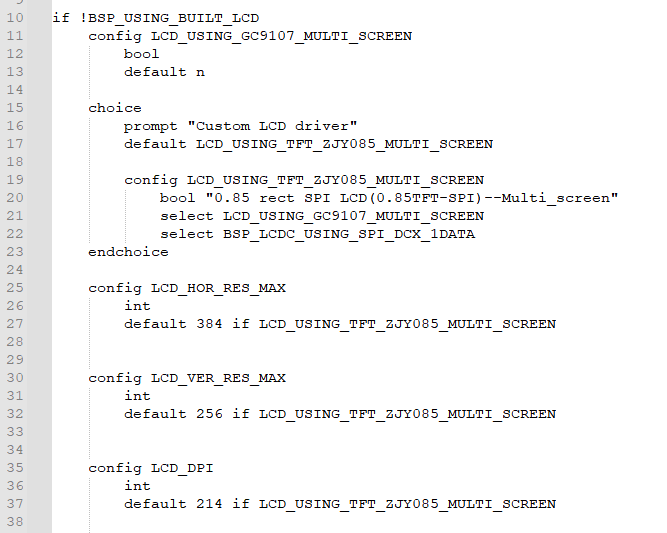 10 if !BSP_USING_BUILT_LCD
11     config LCD_USING_GC9107_MULTI_SCREEN
12         bool
13         default n
14
15     choice
16         prompt "Custom LCD driver"
17         default LCD_USING_TFT_ZJY085_MULTI_SCREEN
18
19         config LCD_USING_TFT_ZJY085_MULTI_SCREEN
20             bool "0.85 rect SPI LCD(0.85TFT-SPI)--Multi_screen"
21             select LCD_USING_GC9107_MULTI_SCREEN
22             select BSP_LCDC_USING_SPI_DCX_1DATA
23     endchoice
24
25     config LCD_HOR_RES_MAX
26         int
27         default 384 if LCD_USING_TFT_ZJY085_MULTI_SCREEN
28
29
30     config LCD_VER_RES_MAX
31         int
32         default 256 if LCD_USING_TFT_ZJY085_MULTI_SCREEN
33
34
35     config LCD_DPI
36         int
37         default 214 if LCD_USING_TFT_ZJY085_MULTI_SCREEN
38